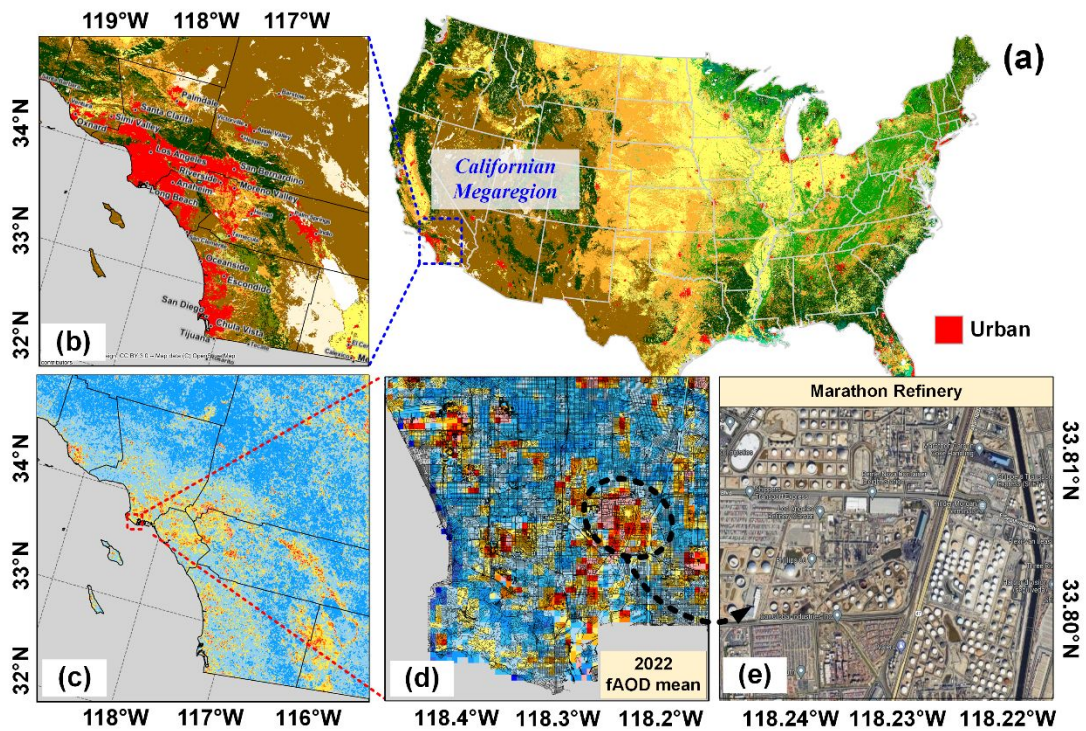 119°W 118°W 117°W
(a)
34°N
33°N
32°N
Palmdale
Santa Clarita
Simi Valley
Oxnard
Los Angeles
San Bernardino
Riverside
Moreno Valley
Anaheim
Long Beach
Oceanside
Escondido
San Diego
Chula Vista
Tijuana
(b)
Californian
Megaregion
Urban
34°N
33°N
32°N
(c)
118°W 117°W 116°W
2022
fAOD mean
(d)
118.4°W 118.3°W 118.2°W
Marathon Refinery
33.81°N
33.80°N
(e)
118.24°W 118.23°W 118.22°W